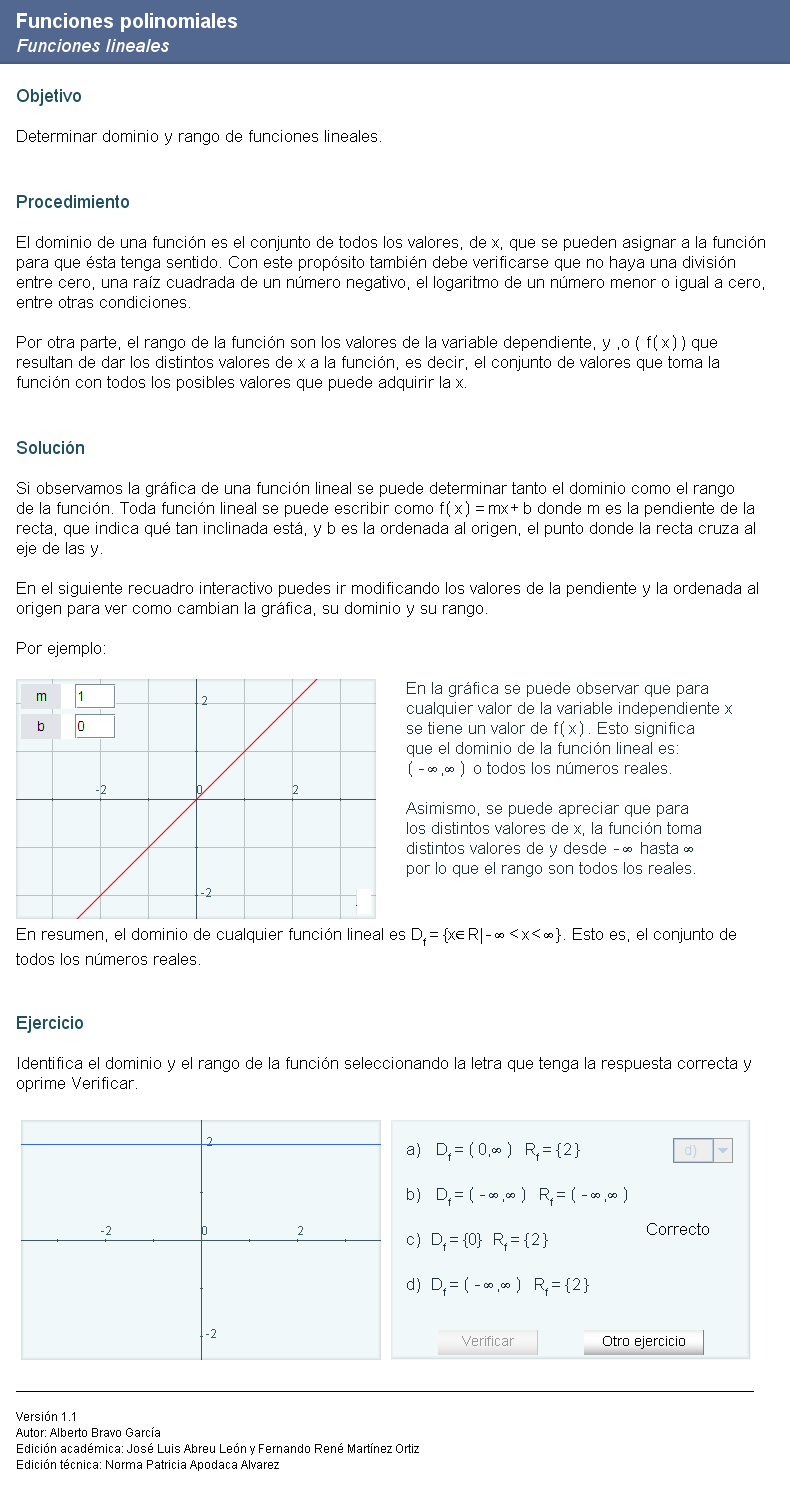 Funciones polinomiales
Funciones lineales
Objetivo
Determinar dominio y rango de funciones lineales.
Procedimiento
El dominio de una función es el conjunto de todos los valores, de x, que se pueden asignar a la función
para que ésta tenga sentido. Con este propósito también debe verificarse que no haya una división
entre cero, una raíz cuadrada de un número negativo, el logaritmo de un número menor o igual a cero,
entre otras condiciones.
Por otra parte, el rango de la función son los valores de la variable dependiente, y ,o ( f( x ) ) que
resultan de dar los distintos valores de x a la función, es decir, el conjunto de valores que toma la
función con todos los posibles valores que puede adquirir la x.
Solución
Si observamos la gráfica de una función lineal se puede determinar tanto el dominio como el rango
de la función. Toda función lineal se puede escribir como f( x ) = mx+ b donde m es la pendiente de la
recta, que indica qué tan inclinada está, y b es la ordenada al origen, el punto donde la recta cruza al
eje de las y.
En el siguiente recuadro interactivo puedes ir modificando los valores de la pendiente y la ordenada al
origen para ver como cambian la gráfica, su dominio y su rango.
Por ejemplo:
m 1
b 0
2
-2 0 2
-2
En la gráfica se puede observar que para
cualquier valor de la variable independiente x
se tiene un valor de f( x ) . Esto significa
que el dominio de la función lineal es:
( -∞,∞ ) o todos los números reales.
Asimismo, se puede apreciar que para
los distintos valores de x, la función toma
distintos valores de y desde -∞ hasta ∞
por lo que el rango son todos los reales.
En resumen, el dominio de cualquier función lineal es D_f = {x∈R|-∞ <x<∞}. Esto es, el conjunto de
todos los números reales.
Ejercicio
Identifica el dominio y el rango de la función seleccionando la letra que tenga la respuesta correcta y
oprime Verificar.
2
-2 0 2
-2
a) D_f = ( 0,∞ ) R_f = {2}
d)
b) D_f = ( -∞,∞ ) R_f = ( -∞,∞ )
Correcto
c) D_f = {0} R_f = {2}
d) D_f = ( -∞,∞ ) R_f = {2}
Verificar Otro ejercicio
Versión 1.1
Autor: Alberto Bravo García
Edición académica: José Luis Abreu León y Fernando René Martínez Ortiz
Edición técnica: Norma Patricia Apodaca Alvarez